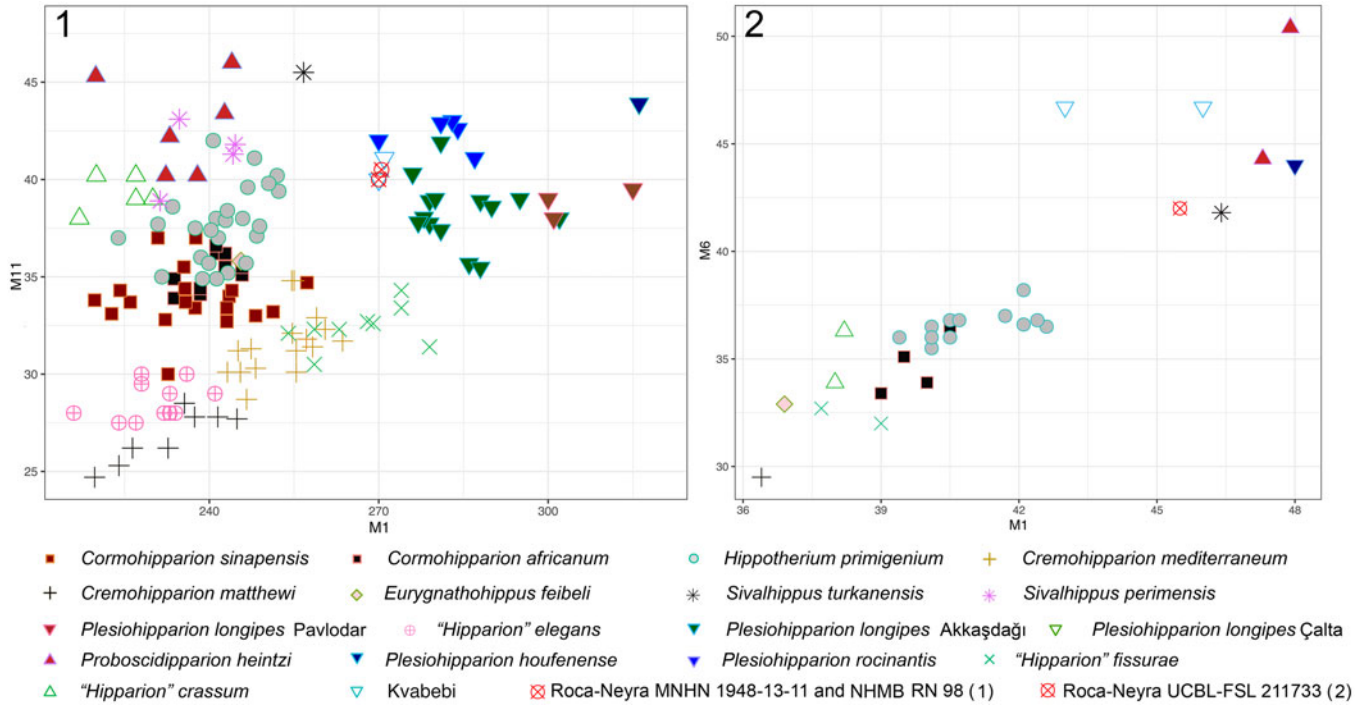 1
2
M11
45
40
35
30
25
240
270
300
M1
M6
50
45
40
35
30
36
39
42
45
48
M1
Cormohipparion sinapensis Cormohipparion africanum Hippotherium primigenium Cremohipparion mediterraneum
Cremohipparion matthewi Eurygnathohippus feibeli Sivalhippus turkanensis Sivalhippus perimensis
Plesiohipparion longipes Pavlodar "Hipparion" elegans Plesiohipparion longipes Akkaşdağı Plesiohipparion longipes Çalta
Proboscidipparion heintzi Plesiohipparion houfenense Plesiohipparion rocinantis "Hipparion" fissurae
"Hipparion" crassum Kvabebi Roca-Neyra MNHN 1948-13-11 and NHMB RN 98 (1) Roca-Neyra UCBL-FSL 211733 (2)